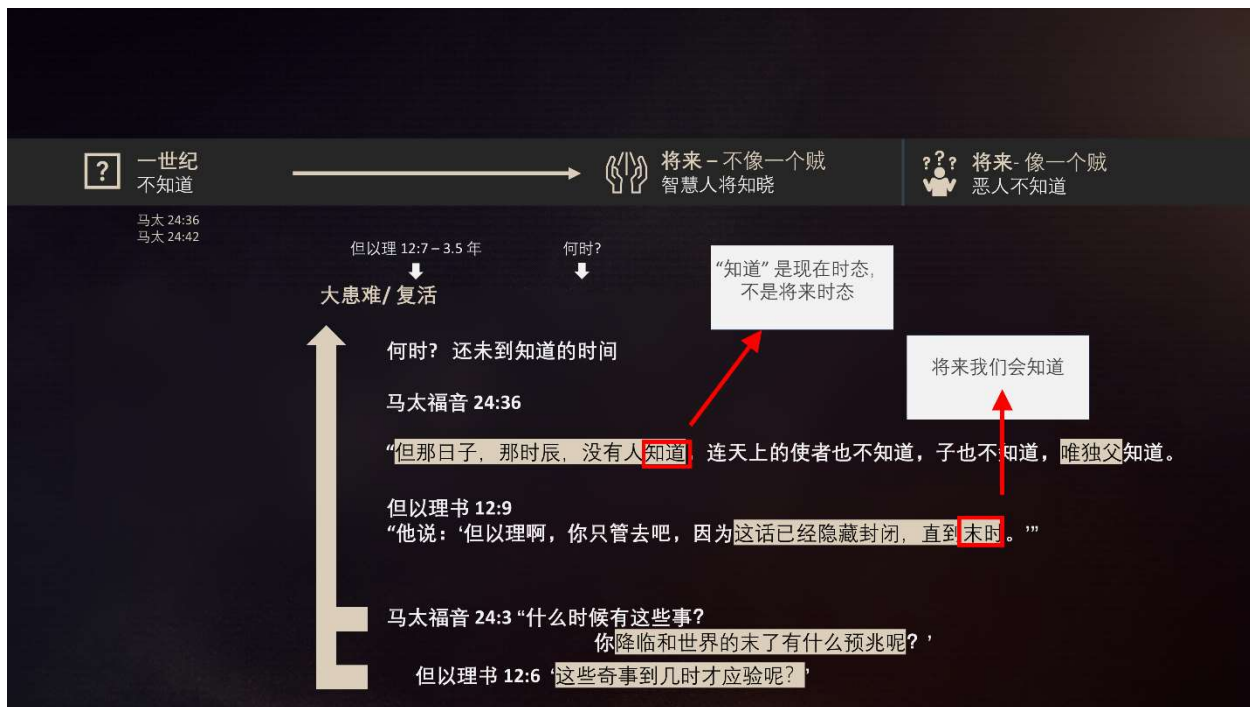 ?
一世纪
不知道
将来 – 不像一个贼
智慧人将知晓
? ? ?
将来- 像一个贼
恶人不知道
马太 24:36
马太 24:42
但以理 12:7 – 3.5 年
何时?
大患难/ 复活
“知道” 是现在时态,
不是将来时态
何时? 还未到知道的时间
将来我们会知道
马太福音 24:36
“但那日子，那时辰，没有人知道，连天上的使者也不知道，子也不知道，唯独父知道。
但以理书 12:9
“他说：‘但以理啊，你只管去吧，因为这话已经隐藏封闭，直到末时。’”
马太福音 24:3 “什么时候有这些事?
你降临和世界的末了有什么预兆呢? ’
但以理书 12:6 ‘这些奇事到几时才应验呢? ’